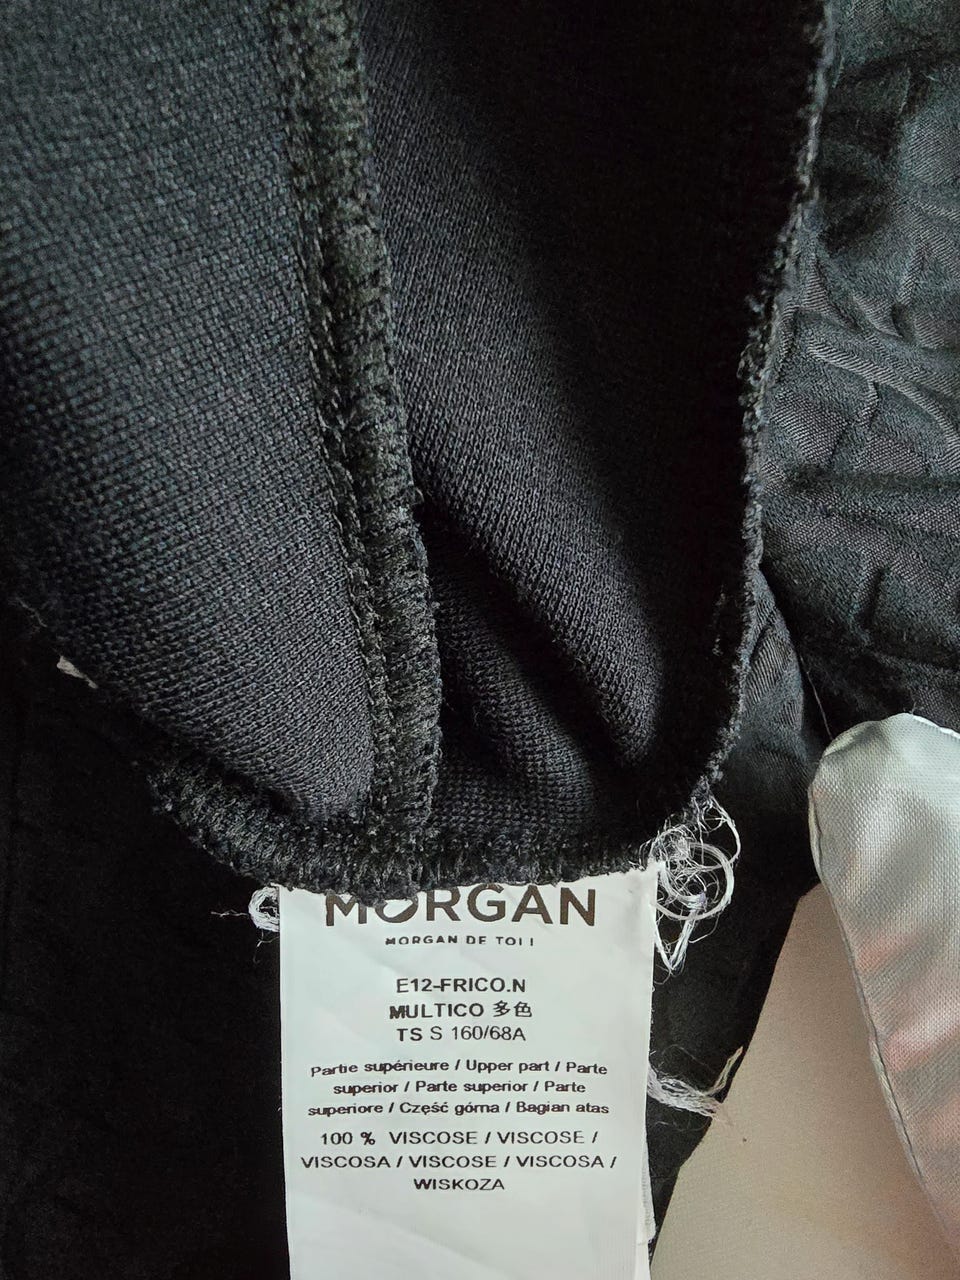 MORGAN
MORGAN DE TOI
E12-FRICO.N
MULTICO 多色
TS S 160/68A
Partie supérieure / Upper part / Parte
superior / Parte superior / Parte
superiore / Część górna / Bagian atas
100 % VISCOSE / VISCOSE /
VISCOSA / VISCOSE / VISCOSA /
WISKOZA